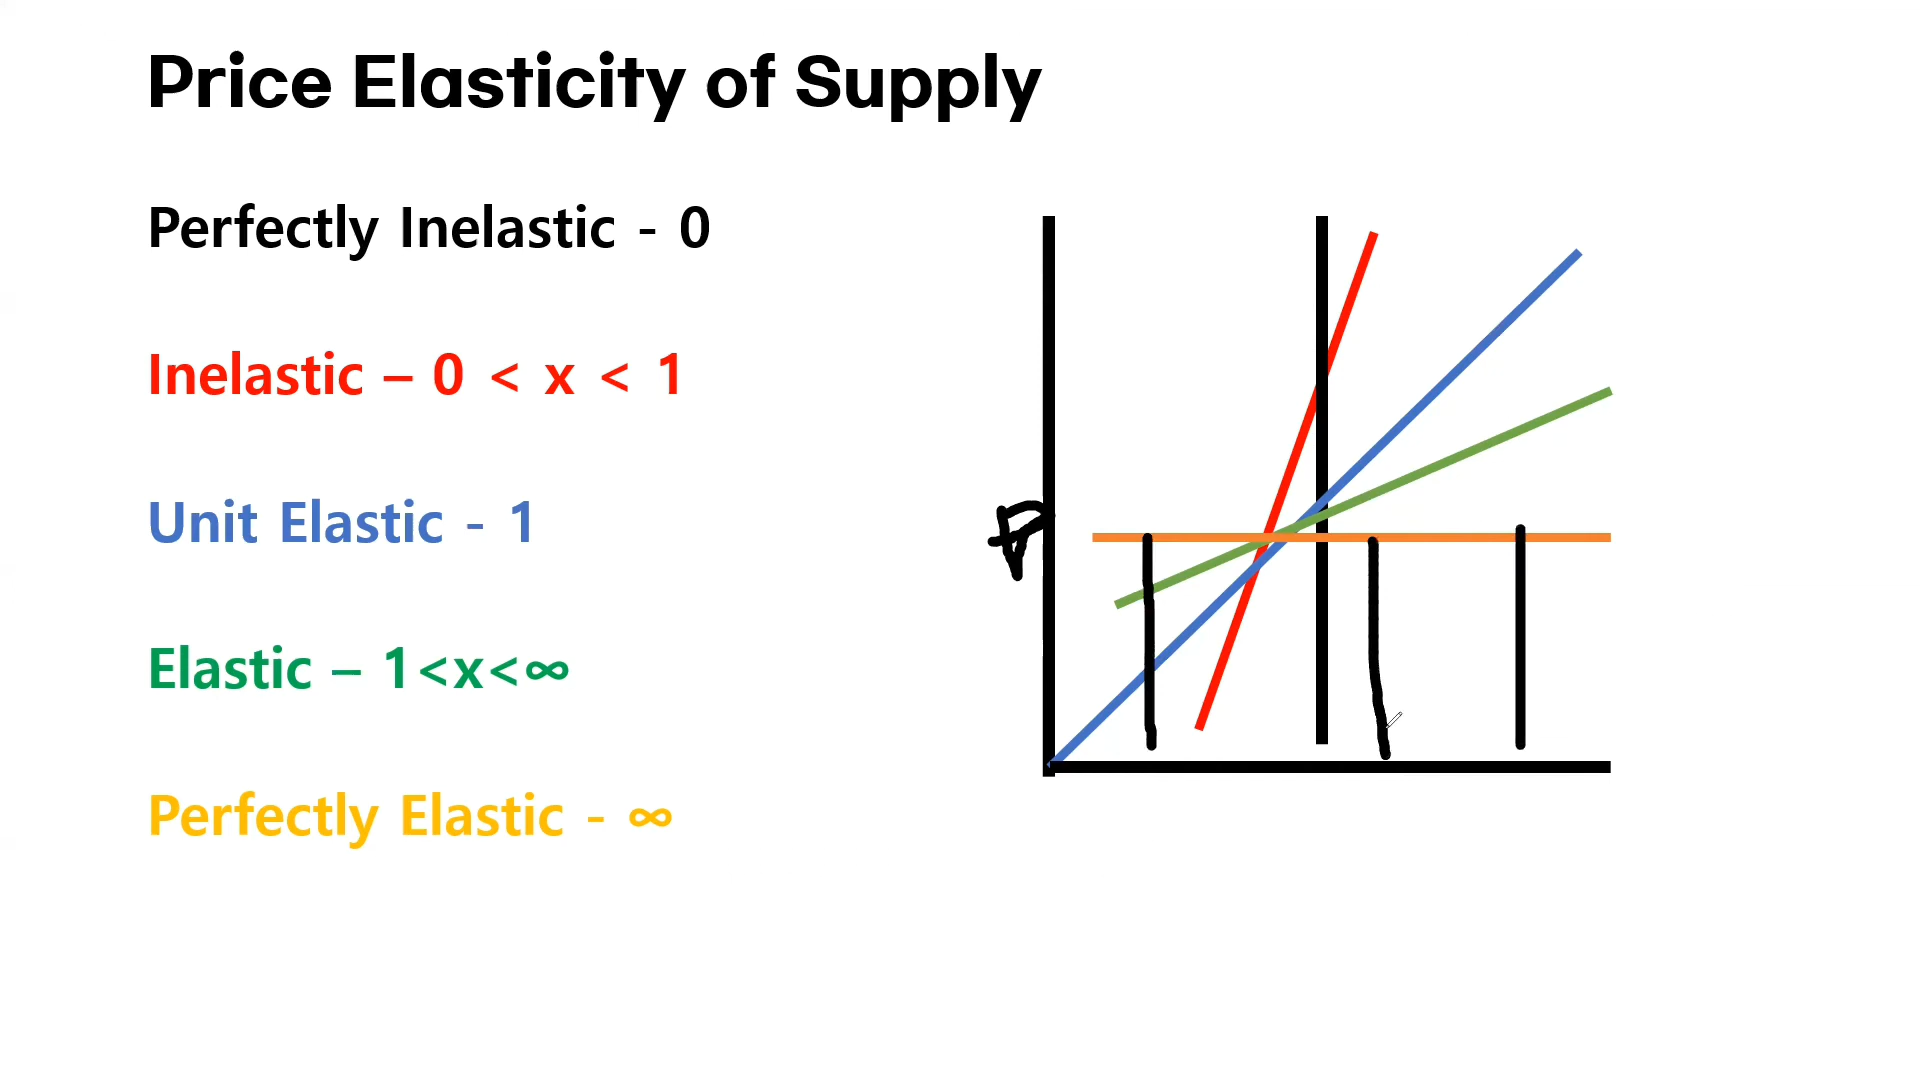 Price Elasticity of Supply
Perfectly Inelastic - 0
Inelastic – 0 < x < 1
Unit Elastic - 1
Elastic – 1<x<∞
Perfectly Elastic - ∞
P